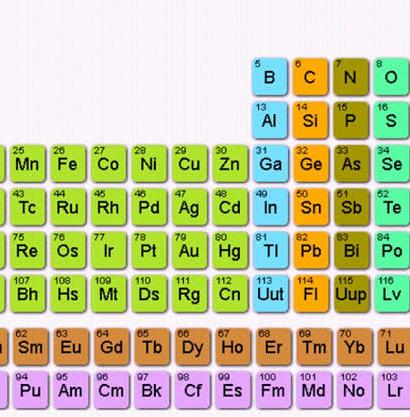 5 B 6 C 7 N 8 O
13 Al 14 Si 15 P 16 S
25 Mn 26 Fe 27 Co 28 Ni 29 Cu 30 Zn 31 Ga 32 Ge 33 As 34 Se
43 Tc 44 Ru 45 Rh 46 Pd 47 Ag 48 Cd 49 In 50 Sn 51 Sb 52 Te
75 Re 76 Os 77 Ir 78 Pt 79 Au 80 Hg 81 Tl 82 Pb 83 Bi 84 Po
107 Bh 108 Hs 109 Mt 110 Ds 111 Rg 112 Cn 113 Uut 114 Fl 115 Uup 116 Lv
62 Sm 63 Eu 64 Gd 65 Tb 66 Dy 67 Ho 68 Er 69 Tm 70 Yb 71 Lu
94 Pu 95 Am 96 Cm 97 Bk 98 Cf 99 Es 100 Fm 101 Md 102 No 103 Lr